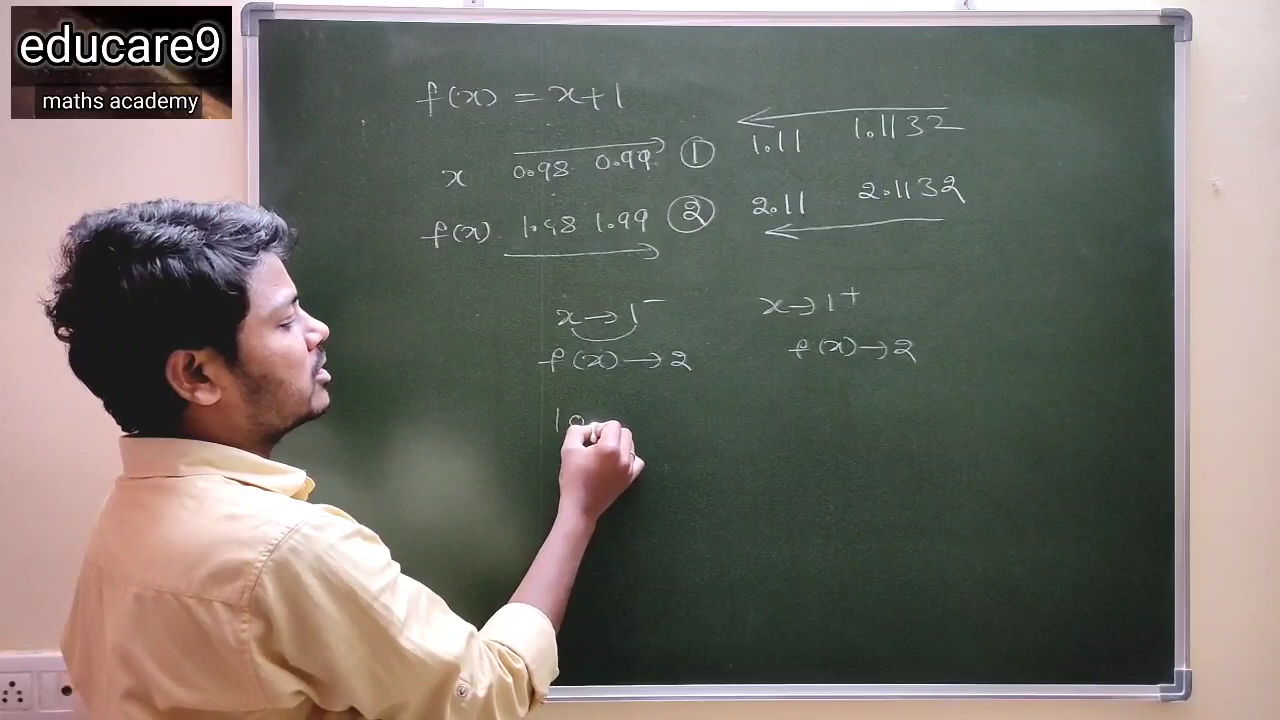 educare9
maths academy
f(x) = x+1
x 0.98 0.99 1 1.11 1.1132
f(x) 1.98 1.99 2 2.11 2.1132
x → 1⁻ x → 1⁺
f(x) → 2 f(x) → 2